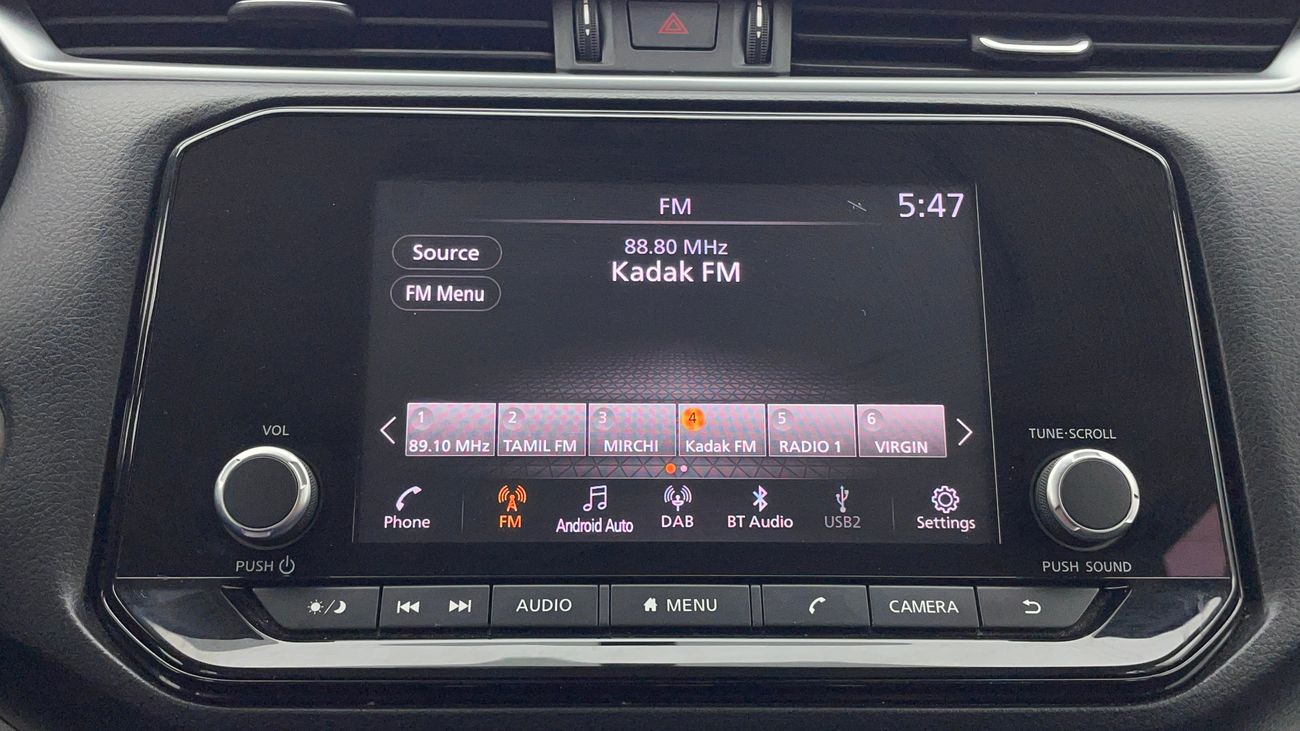 FM
5:47
Source
88.80 MHz
Kadak FM
FM Menu
1
2
3
4
5
6
89.10 MHz
TAMIL FM
MIRCHI
Kadak FM
RADIO 1
VIRGIN
VOL
TUNE·SCROLL
Phone
FM
Android Auto
DAB
BT Audio
USB2
Settings
PUSH
PUSH SOUND
AUDIO
MENU
CAMERA